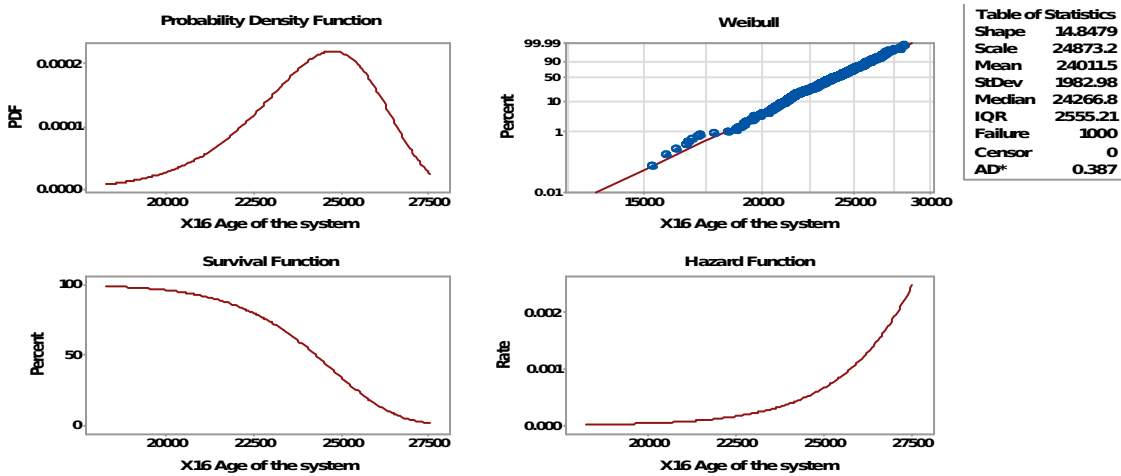 Probability Density Function
0.0002
0.0001
0.0000
PDF
20000 22500 25000 27500
X16 Age of the system
Weibull
99.99
90
50
10
1
0.01
Percent
15000 20000 25000 30000
X16 Age of the system
Table of Statistics
Shape 14.8479
Scale 24873.2
Mean 24011.5
StDev 1982.98
Median 24266.8
IQR 2555.21
Failure 1000
Censor 0
AD* 0.387
Survival Function
100
50
0
Percent
20000 22500 25000 27500
X16 Age of the system
Hazard Function
0.002
0.001
0.000
Rate
20000 22500 25000 27500
X16 Age of the system